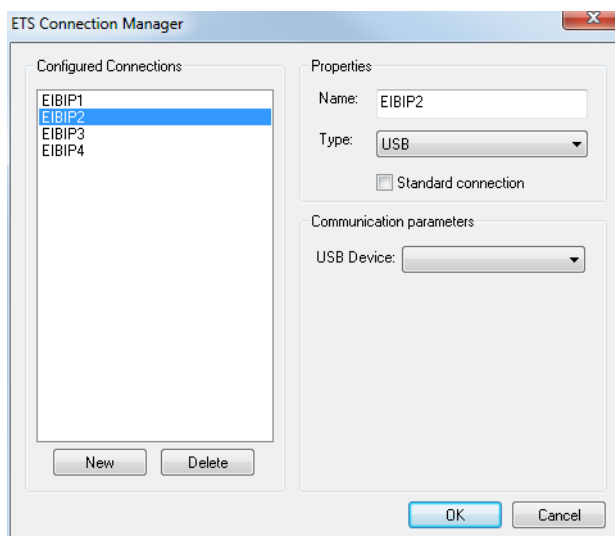 ETS Connection Manager
Configured Connections
EIBIP1
EIBIP2
EIBIP3
EIBIP4
New
Delete
Properties
Name: EIBIP2
Type: USB
Standard connection
Communication parameters
USB Device:
OK
Cancel